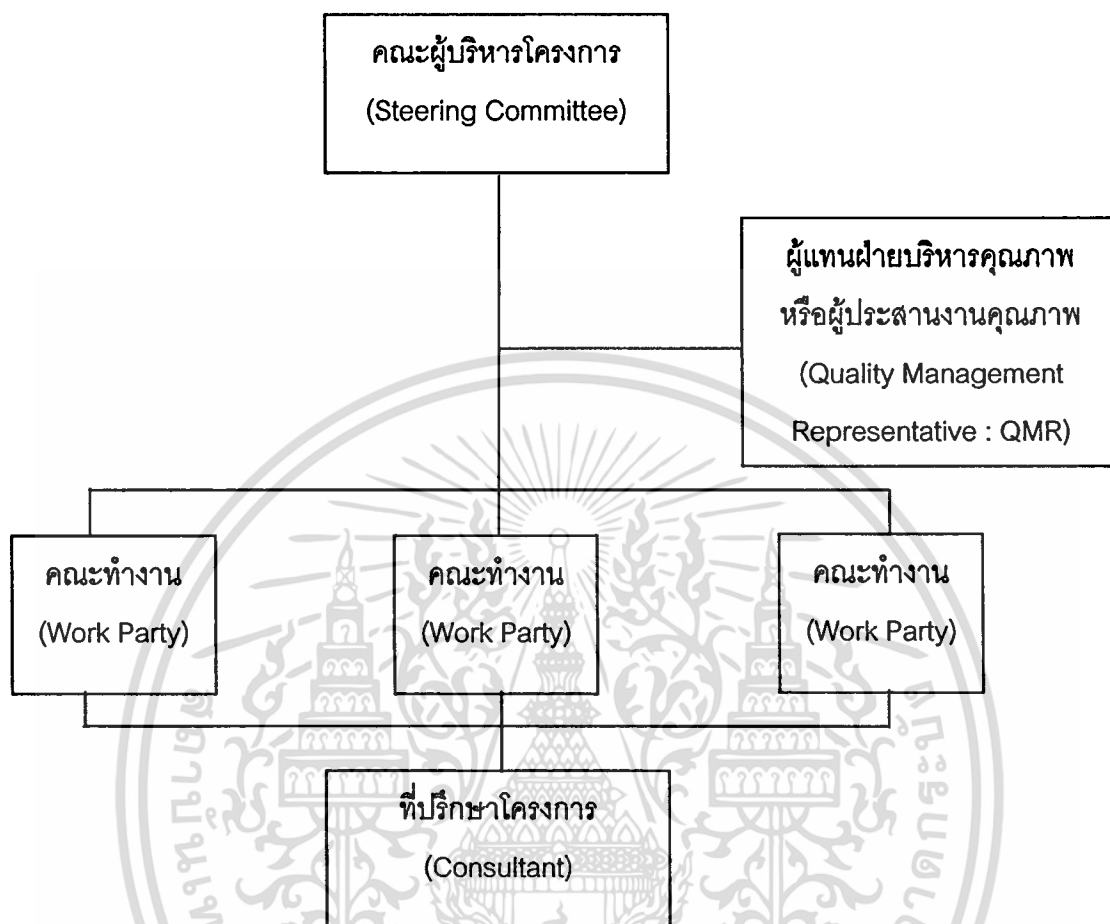 คณะผู้บริหารโครงการ
(Steering Committee)
ผู้แทนฝ่ายบริหารคุณภาพ
หรือผู้ประสานงานคุณภาพ
(Quality Management
Representative : QMR)
คณะทำงาน
(Work Party)
คณะทำงาน
(Work Party)
คณะทำงาน
(Work Party)
ที่ปรึกษาโครงการ
(Consultant)